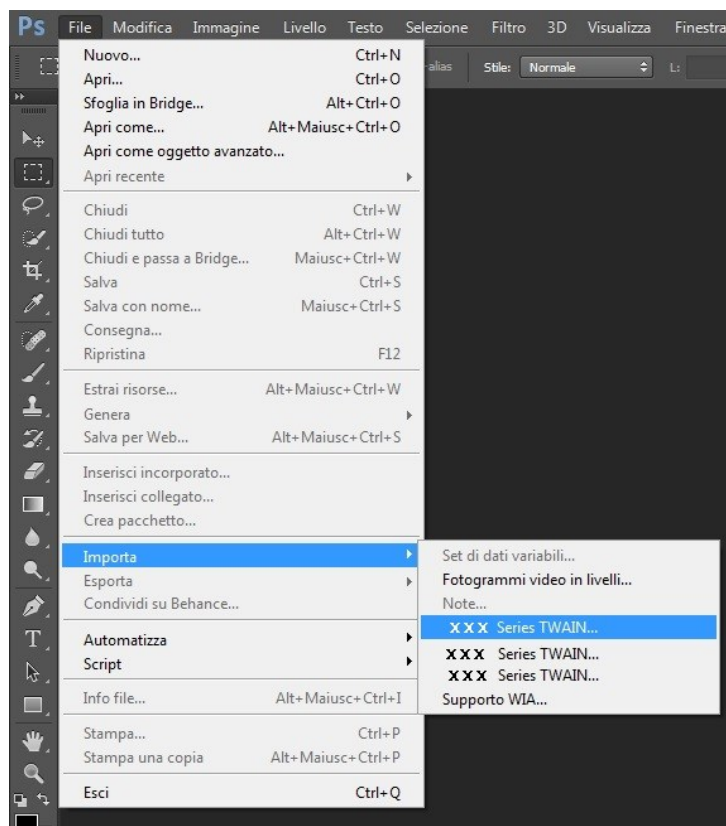 Ps File Modifica Immagine Livello Testo Selezione Filtro 3D Visualizza Finestra
-alias Stile: Normale L:
Nuovo... Ctrl+N
Apri... Ctrl+O
Sfoglia in Bridge... Alt+Ctrl+O
Apri come... Alt+Maiusc+Ctrl+O
Apri come oggetto avanzato...
Apri recente
Chiudi Ctrl+W
Chiudi tutto Alt+Ctrl+W
Chiudi e passa a Bridge... Maiusc+Ctrl+W
Salva Ctrl+S
Salva con nome... Maiusc+Ctrl+S
Consegna...
Ripristina F12
Estrai risorse... Alt+Maiusc+Ctrl+W
Genera
Salva per Web... Alt+Maiusc+Ctrl+S
Inserisci incorporato...
Inserisci collegato...
Crea pacchetto...
Importa
Esporta
Condividi su Behance...
Automatizza
Script
Info file... Alt+Maiusc+Ctrl+I
Stampa... Ctrl+P
Stampa una copia Alt+Maiusc+Ctrl+P
Esci Ctrl+Q
Set di dati variabili...
Fotogrammi video in livelli...
Note...
XXX Series TWAIN...
XXX Series TWAIN...
XXX Series TWAIN...
Supporto WIA...